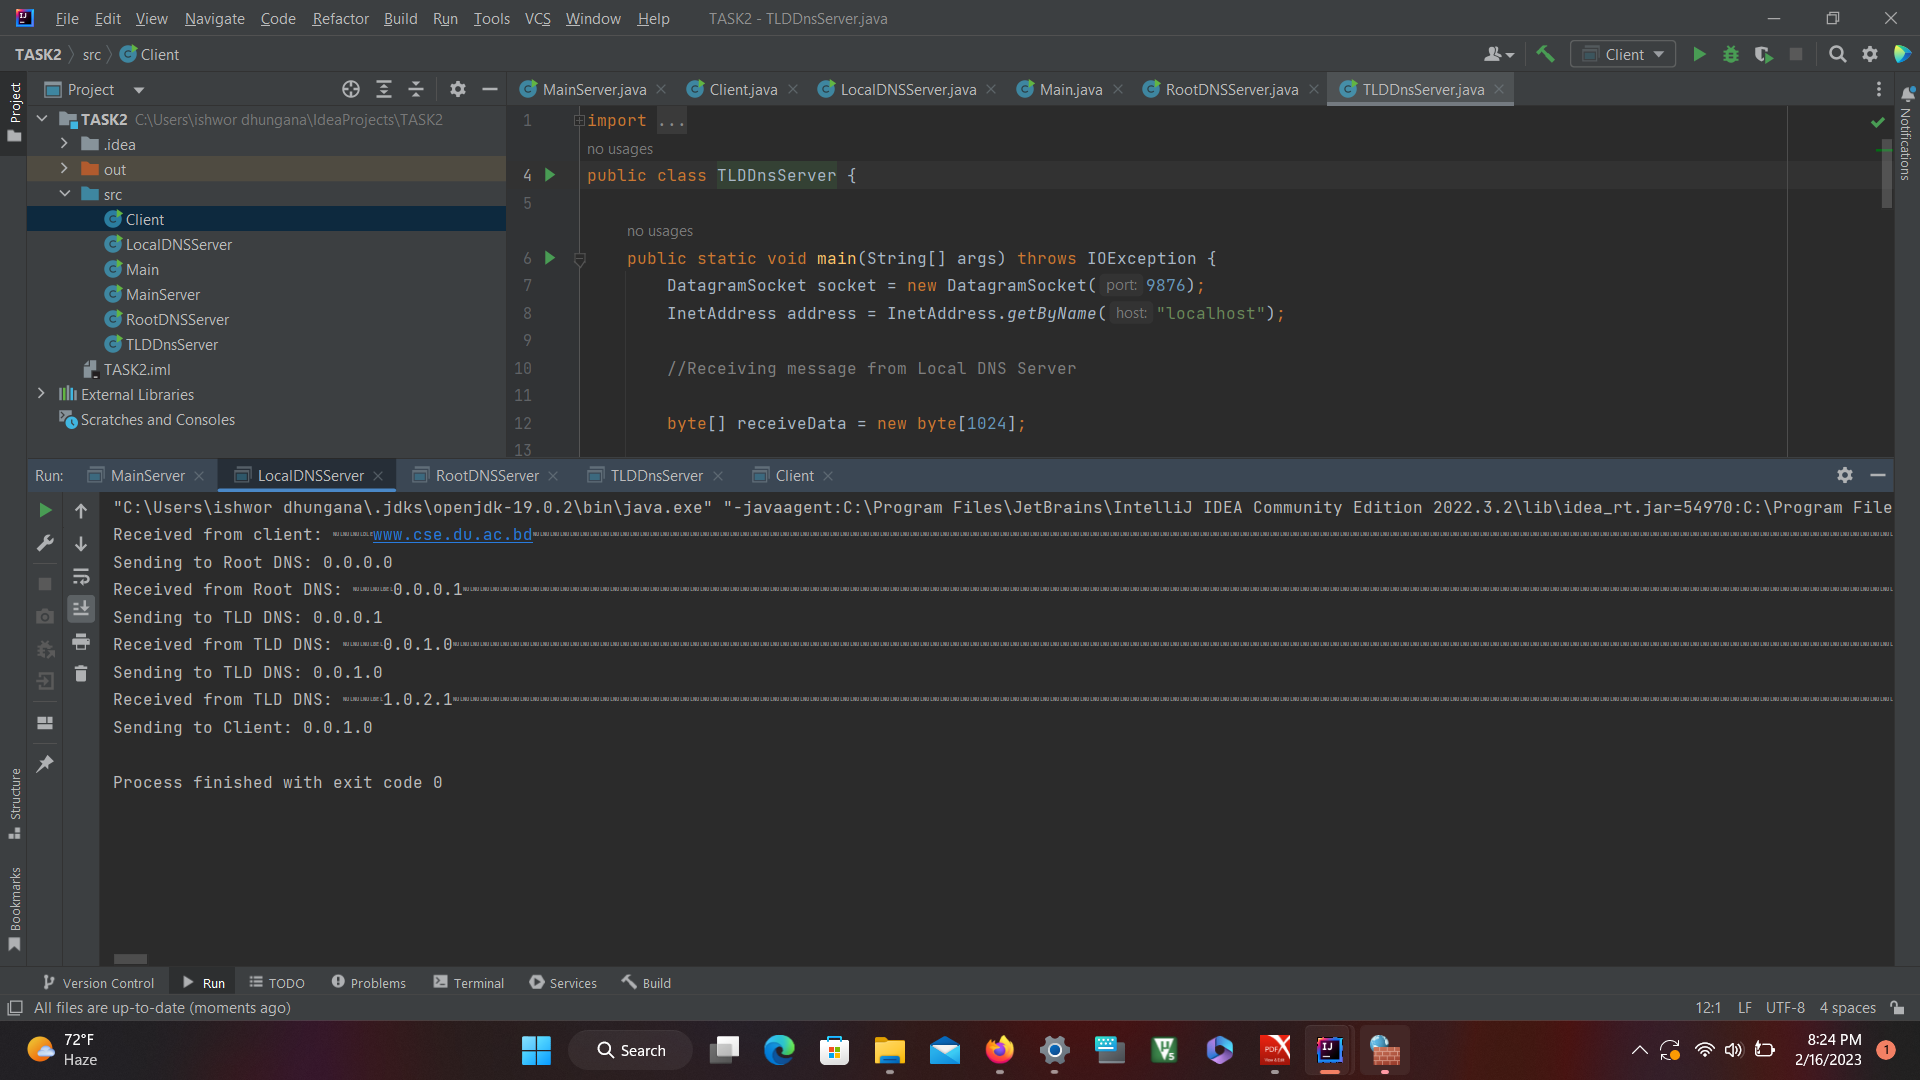 File Edit View Navigate Code Refactor Build Run Tools VCS Window Help TASK2 - TLDDnsServer.java
TASK2 src Client
Client
Project
MainServer.java Client.java LocalDNSServer.java Main.java RootDNSServer.java TLDDnsServer.java
Project
Notifications
TASK2 C:\Users\ishwor dhungana\IdeaProjects\TASK2
.idea
out
src
Client
LocalDNSServer
Main
MainServer
RootDNSServer
TLDDnsServer
TASK2.iml
External Libraries
Scratches and Consoles
1 import ...
no usages
4 public class TLDDnsServer {
5
no usages
6 public static void main(String[] args) throws IOException {
7 DatagramSocket socket = new DatagramSocket( port: 9876);
8 InetAddress address = InetAddress.getByName( host: "localhost");
9
10 //Receiving message from Local DNS Server
11
12 byte[] receiveData = new byte[1024];
13
Run: MainServer LocalDNSServer RootDNSServer TLDDnsServer Client
"C:\Users\ishwor dhungana\.jdks\openjdk-19.0.2\bin\java.exe" "-javaagent:C:\Program Files\JetBrains\IntelliJ IDEA Community Edition 2022.3.2\lib\idea_rt.jar=54970:C:\Program File
Received from client: www.cse.du.ac.bd
Sending to Root DNS: 0.0.0.0
Received from Root DNS: 0.0.0.1
Sending to TLD DNS: 0.0.0.1
Received from TLD DNS: 0.0.1.0
Sending to TLD DNS: 0.0.1.0
Received from TLD DNS: 1.0.2.1
Sending to Client: 0.0.1.0
Process finished with exit code 0
Structure
Bookmarks
Version Control Run TODO Problems Terminal Services Build
All files are up-to-date (moments ago)
12:1 LF UTF-8 4 spaces
72°F
Haze
Search
8:24 PM
2/16/2023
1